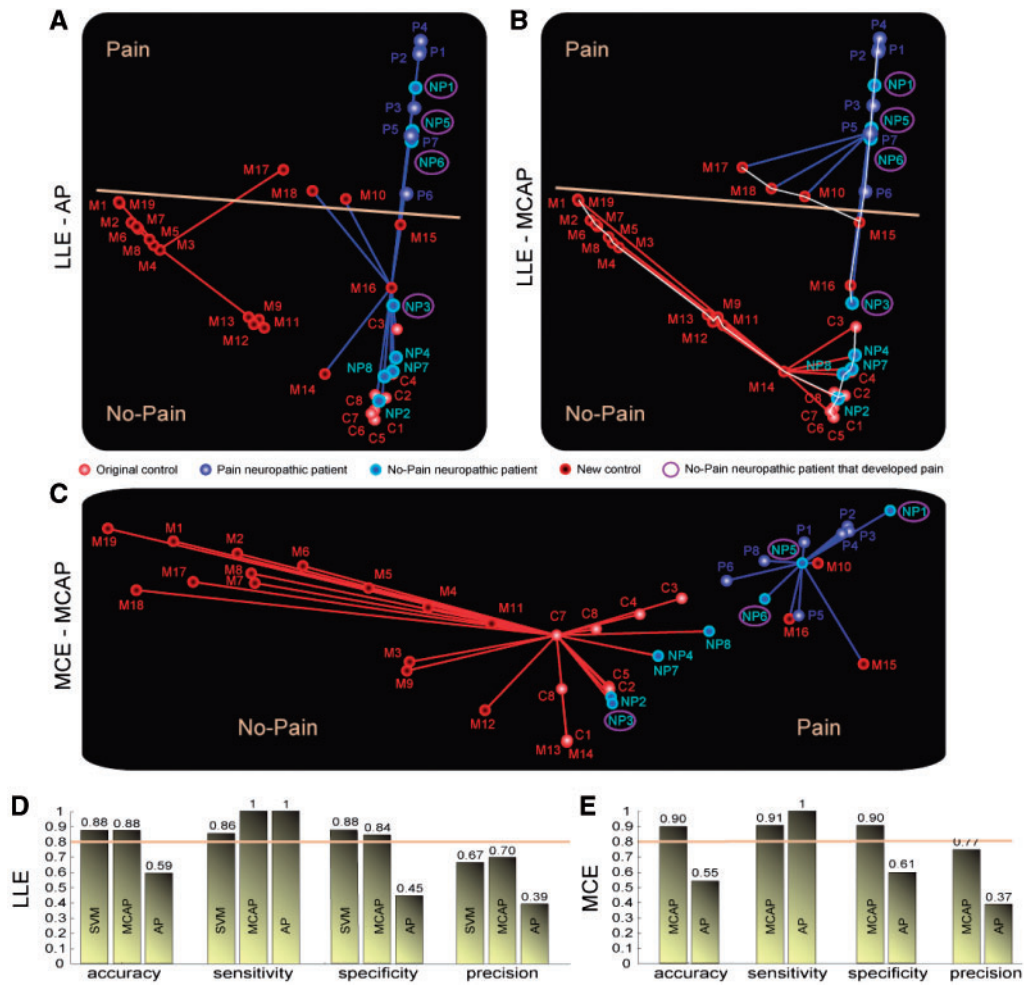 A
Pain
P4
P2
P1
NP1
P3
NP5
P5
P7
NP6
P6
M17
M18
M10
M1
M19
M2
M7
M6
M5
M8
M3
M4
M15
M16
NP3
M9
M13
M11
M12
C3
NP4
NP8
NP7
M14
C4
C8
C2
NP2
C7
C1
C6
C5
No-Pain
LLE - AP
B
Pain
P4
P2
P1
NP1
P3
NP5
P5
P7
NP6
P6
M17
M18
M10
M1
M19
M2
M7
M6
M5
M8
M3
M4
M15
M16
NP3
M9
M13
M11
M12
C3
NP4
NP8
NP7
M14
C4
C8
C2
NP2
C7
C1
C6
C5
No-Pain
LLE - MCAP
Original control
Pain neuropathic patient
No-Pain neuropathic patient
New control
No-Pain neuropathic patient that developed pain
C
MCE - MCAP
M19
M1
M2
M6
M17
M8
M7
M5
M18
M4
M11
C7
C8
C4
C3
NP8
NP4
NP7
M3
M9
C5
C2
NP2
NP3
C8
M12
C1
M13
M14
No-Pain
P2
NP1
P1
P3
P4
NP5
P8
M10
P6
NP6
P5
M16
M15
Pain
D
LLE
1
0.9
0.8
0.7
0.6
0.5
0.4
0.3
0.2
0.1
0
0.88
0.88
0.59
0.86
1
1
0.88
0.84
0.45
0.67
0.70
0.39
SVM
MCAP
AP
SVM
MCAP
AP
SVM
MCAP
AP
SVM
MCAP
AP
accuracy
sensitivity
specificity
precision
E
MCE
1
0.9
0.8
0.7
0.6
0.5
0.4
0.3
0.2
0.1
0
0.90
0.55
0.91
1
0.90
0.61
0.77
0.37
MCAP
AP
MCAP
AP
MCAP
AP
MCAP
AP
accuracy
sensitivity
specificity
precision